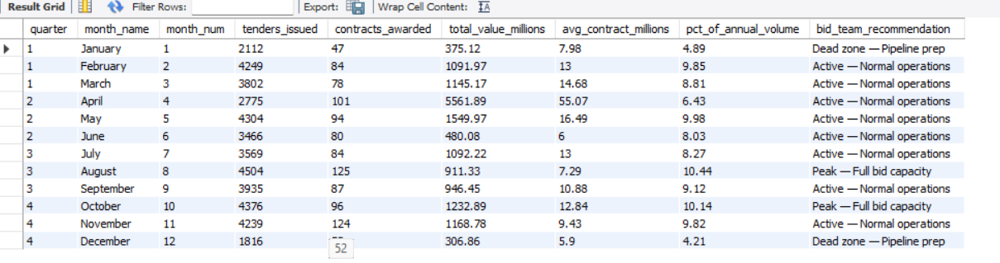 Result Grid Filter Rows: Export: Wrap Cell Content:
quarter month_name month_num tenders_issued contracts_awarded total_value_millions avg_contract_millions pct_of_annual_volume bid_team_recommendation
1 January 1 2112 47 375.12 7.98 4.89 Dead zone — Pipeline prep
1 February 2 4249 84 1091.97 13 9.85 Active — Normal operations
1 March 3 3802 78 1145.17 14.68 8.81 Active — Normal operations
2 April 4 2775 101 5561.89 55.07 6.43 Active — Normal operations
2 May 5 4304 94 1549.97 16.49 9.98 Active — Normal operations
2 June 6 3466 80 480.08 6 8.03 Active — Normal operations
3 July 7 3569 84 1092.22 13 8.27 Active — Normal operations
3 August 8 4504 125 911.33 7.29 10.44 Peak — Full bid capacity
3 September 9 3935 87 946.45 10.88 9.12 Active — Normal operations
4 October 10 4376 96 1232.89 12.84 10.14 Peak — Full bid capacity
4 November 11 4239 124 1168.78 9.43 9.82 Active — Normal operations
4 December 12 1816 306.86 5.9 4.21 Dead zone — Pipeline prep
52